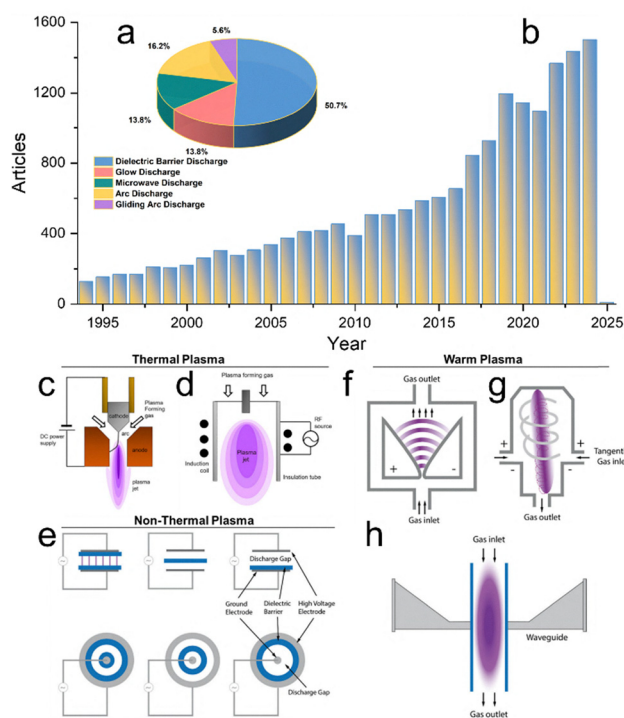 a
b
5.6%
16.2%
50.7%
13.8%
13.8%
Dielectric Barrier Discharge
Glow Discharge
Microwave Discharge
Arc Discharge
Gliding Arc Discharge
Articles
1600
1200
800
400
0
1995
2000
2005
2010
2015
2020
2025
Year
Thermal Plasma
Warm Plasma
c
Plasma
Forming
gas
cathode
arc
DC power
supply
anode
plasma
jet
d
Plasma forming gas
RF
source
Plasma
jet
Induction
coil
Insulation tube
f
Gas outlet
+
-
Gas inlet
g
+
+
-
-
Tangent
Gas inlet
Gas outlet
Non-Thermal Plasma
e
Discharge Gap
Ground
Electrode
Dielectric
Barrier
High Voltage
Electrode
Discharge Gap
h
Gas inlet
Waveguide
Gas outlet